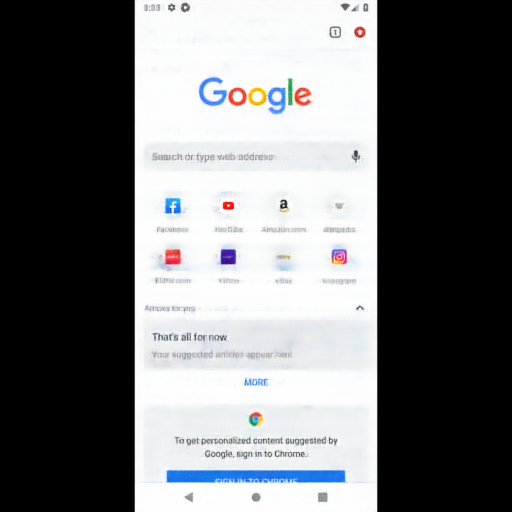 1
Google
Search or type web address
Facebook YouTube Amazon.com Wikipedia
ESPN.com Yahoo eBay Instagram
Articles for you
That's all for now
Your suggested articles appear here
MORE
To get personalized content suggested by
Google, sign in to Chrome.
SIGN IN TO CHROME